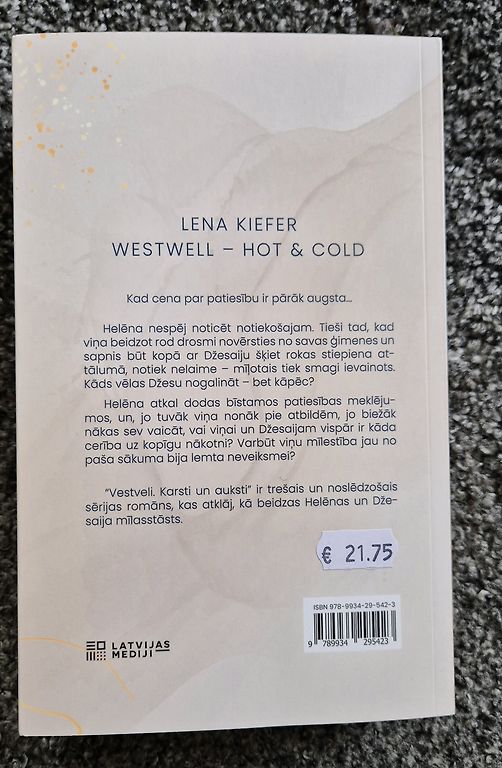 LENA KIEFER
WESTWELL – HOT & COLD
Kad cena par patiesību ir pārāk augsta...
Helēna nespēj noticēt notiekošajam. Tieši tad, kad
viņa beidzot rod drosmi novērsties no savas ģimenes un
sapnis būt kopā ar Džesaiju šķiet rokas stiepiena at-
tālumā, notiek nelaime – mīļotais tiek smagi ievainots.
Kāds vēlas Džesu nogalināt – bet kāpēc?
Helēna atkal dodas bīstamos patiesības meklēju-
mos, un, jo tuvāk viņa nonāk pie atbildēm, jo biežāk
nākas sev vaicāt, vai viņai un Džesaijam vispār ir kāda
cerība uz kopīgu nākotni? Varbūt viņu mīlestība jau no
paša sākuma bija lemta neveiksmei?
"Vestveli. Karsti un auksti" ir trešais un noslēdzošais
sērijas romāns, kas atklāj, kā beidzas Helēnas un Dže-
saija mīlasstāsts.
€ 21.75
ISBN 978-9934-29-542-3
9 789934 295423
LATVIJAS
MEDIJI